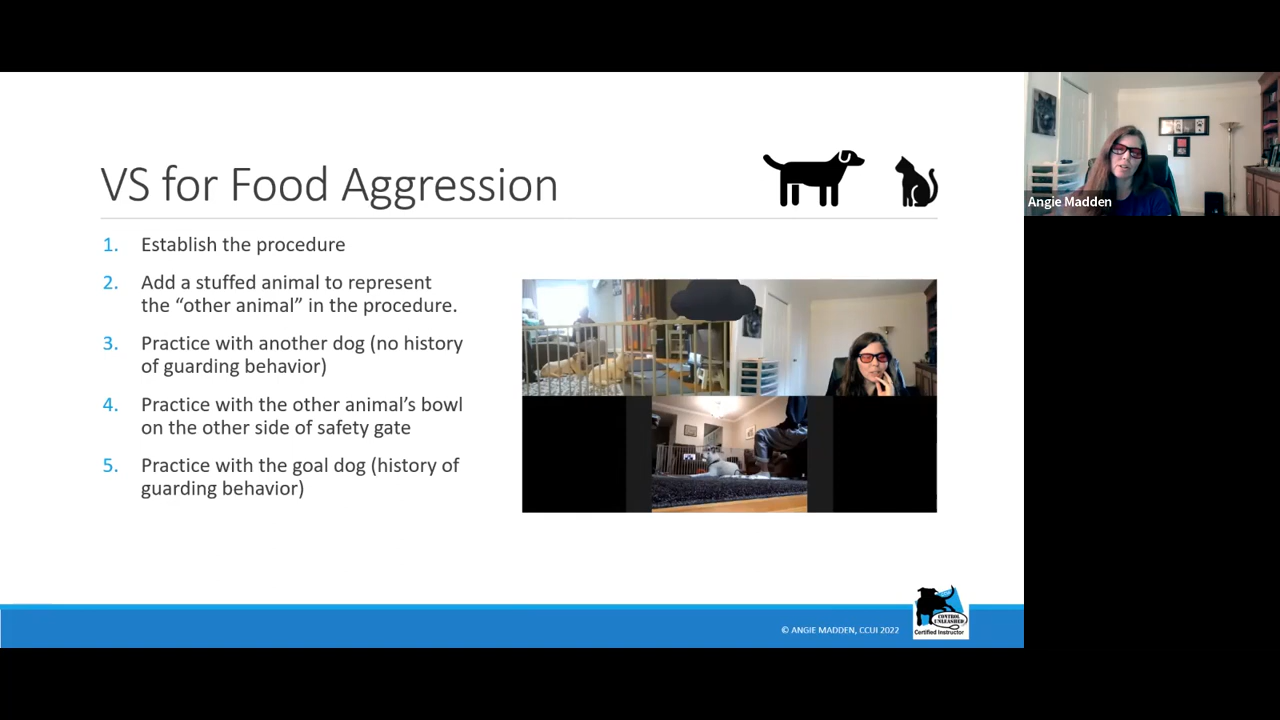 VS for Food Aggression
1. Establish the procedure
2. Add a stuffed animal to represent
the “other animal” in the procedure.
3. Practice with another dog (no history
of guarding behavior)
4. Practice with the other animal’s bowl
on the other side of safety gate
5. Practice with the goal dog (history of
guarding behavior)
Angie Madden
© ANGIE MADDEN, CCUI 2022
CONTROL
UNLEASHED
Certified Instructor